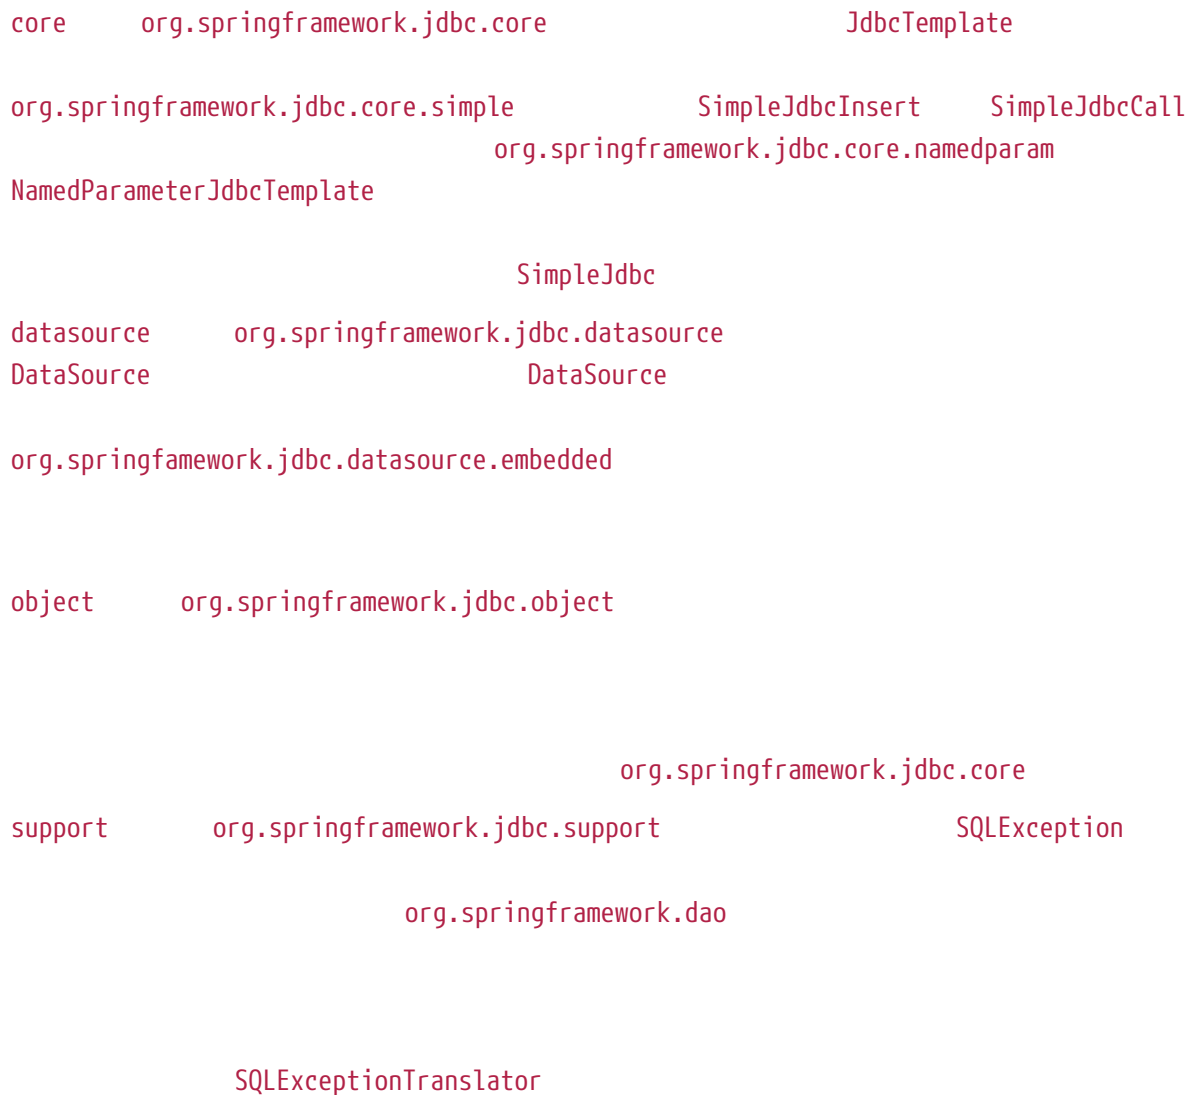 core org.springframework.jdbc.core JdbcTemplate
org.springframework.jdbc.core.simple SimpleJdbcInsert SimpleJdbcCall
org.springframework.jdbc.core.namedparam
NamedParameterJdbcTemplate
SimpleJdbc
datasource org.springframework.jdbc.datasource
DataSource DataSource
org.springfamework.jdbc.datasource.embedded
object org.springframework.jdbc.object
org.springframework.jdbc.core
support org.springframework.jdbc.support SQLException
org.springframework.dao
SQLExceptionTranslator